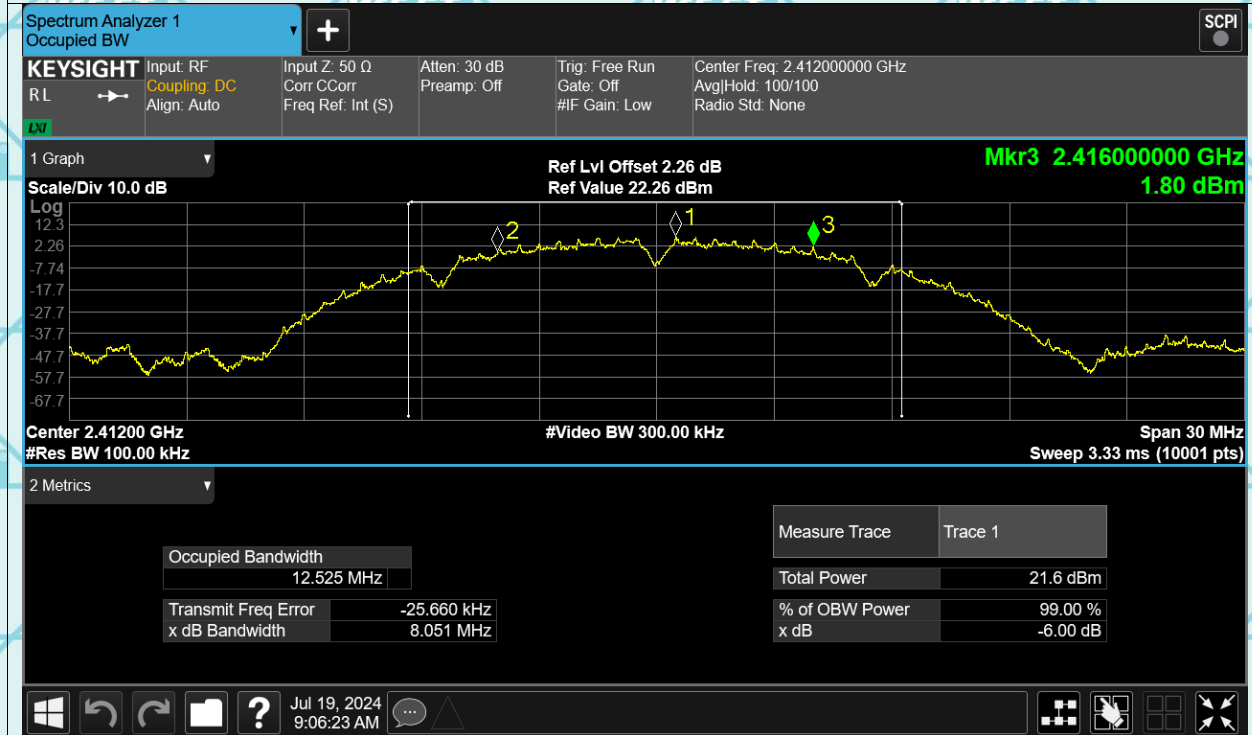 Spectrum Analyzer 1
Occupied BW
+
SCPI
KEYSIGHT
R L
LXI
Input: RF
Coupling: DC
Align: Auto
Input Z: 50 Ω
Corr CCorr
Freq Ref: Int (S)
Atten: 30 dB
Preamp: Off
Trig: Free Run
Gate: Off
#IF Gain: Low
Center Freq: 2.412000000 GHz
Avg|Hold: 100/100
Radio Std: None
1 Graph
Scale/Div 10.0 dB
Ref Lvl Offset 2.26 dB
Ref Value 22.26 dBm
Mkr3 2.416000000 GHz
1.80 dBm
Log
12.3
2.26
-7.74
-17.7
-27.7
-37.7
-47.7
-57.7
-67.7
2
1
3
Center 2.41200 GHz
#Video BW 300.00 kHz
Span 30 MHz
#Res BW 100.00 kHz
Sweep 3.33 ms (10001 pts)
2 Metrics
Occupied Bandwidth
12.525 MHz
Transmit Freq Error -25.660 kHz
x dB Bandwidth 8.051 MHz
Measure Trace Trace 1
Total Power 21.6 dBm
% of OBW Power 99.00 %
x dB -6.00 dB
?
Jul 19, 2024
9:06:23 AM